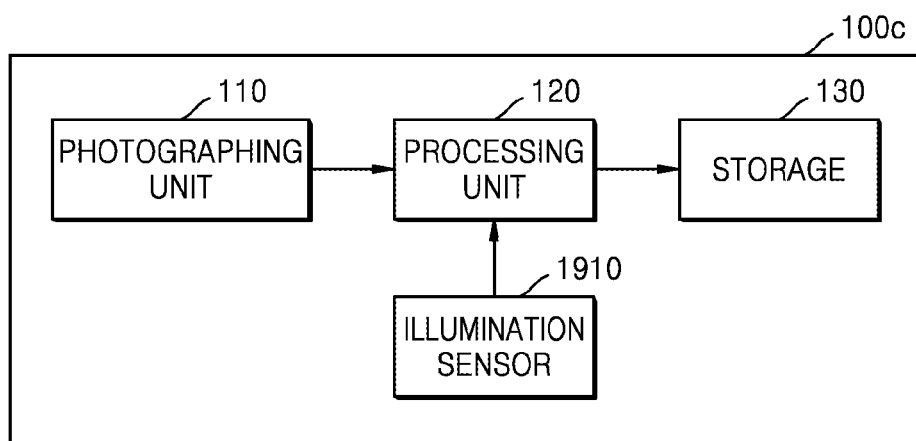 100c
110
120
130
PHOTOGRAPHING
UNIT
PROCESSING
UNIT
STORAGE
1910
ILLUMINATION
SENSOR